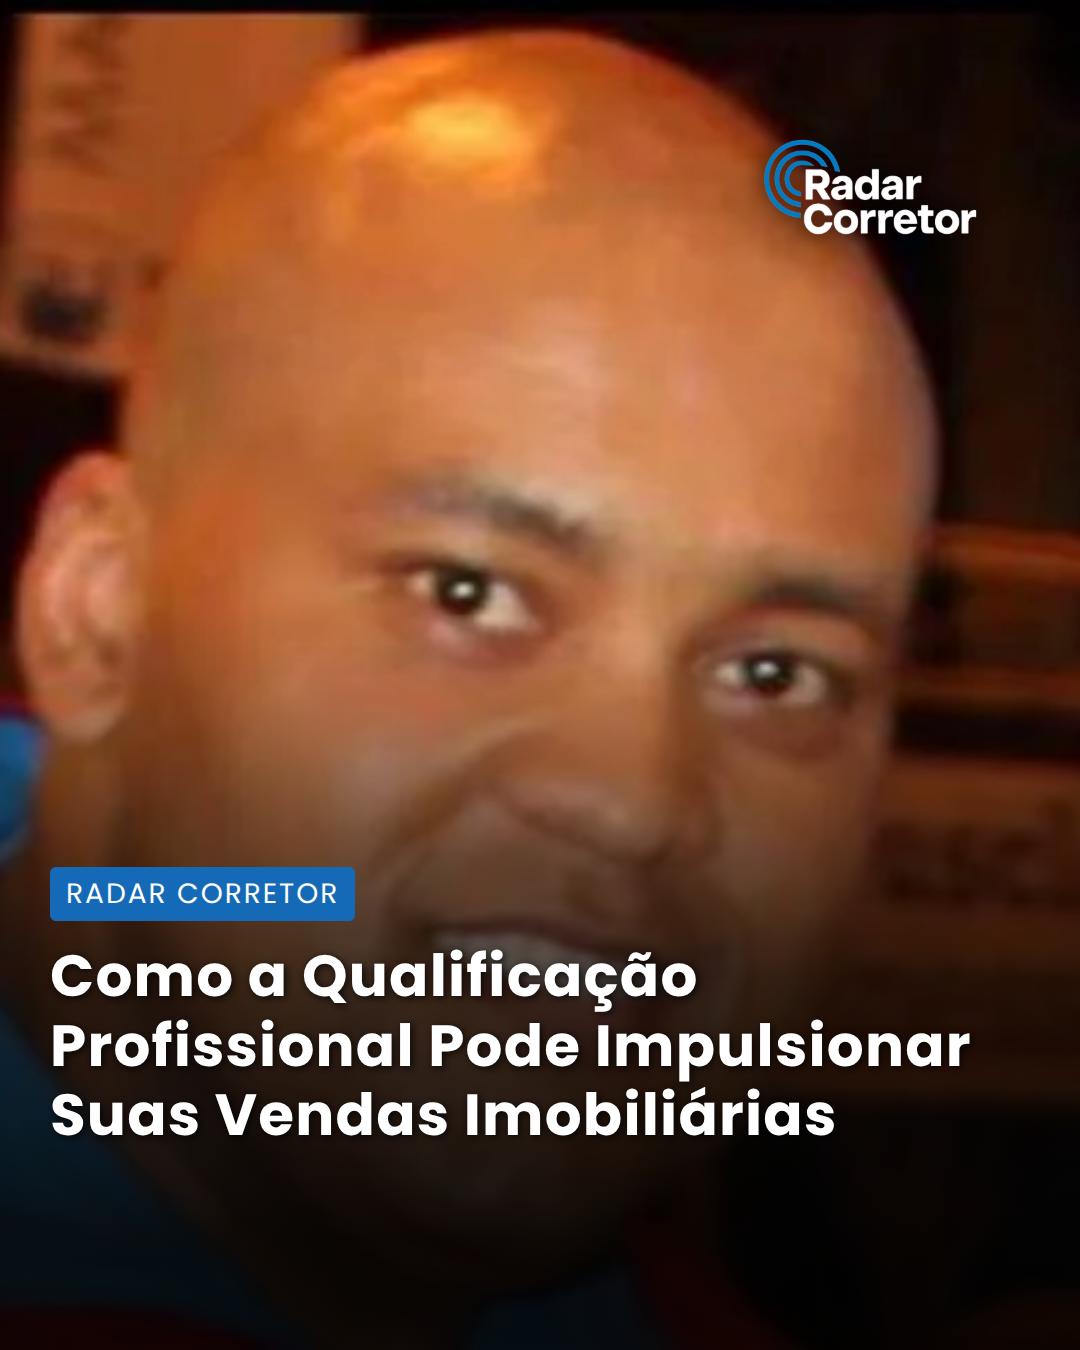 Radar
Corretor
RADAR CORRETOR
Como a Qualificação
Profissional Pode Impulsionar
Suas Vendas Imobiliárias